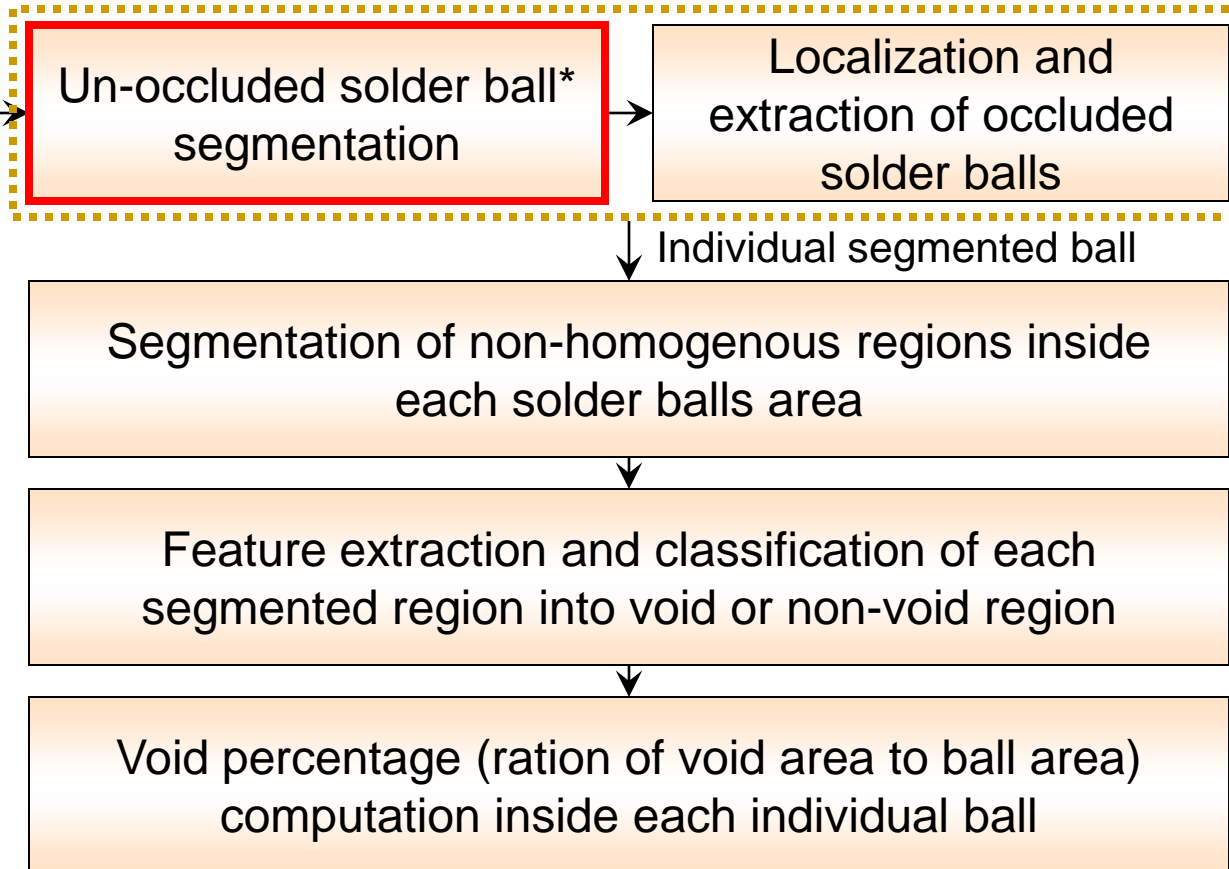 Un-occluded solder ball*
segmentation
Localization and
extraction of occluded
solder balls
Individual segmented ball
Segmentation of non-homogenous regions inside
each solder balls area
Feature extraction and classification of each
segmented region into void or non-void region
Void percentage (ration of void area to ball area)
computation inside each individual ball